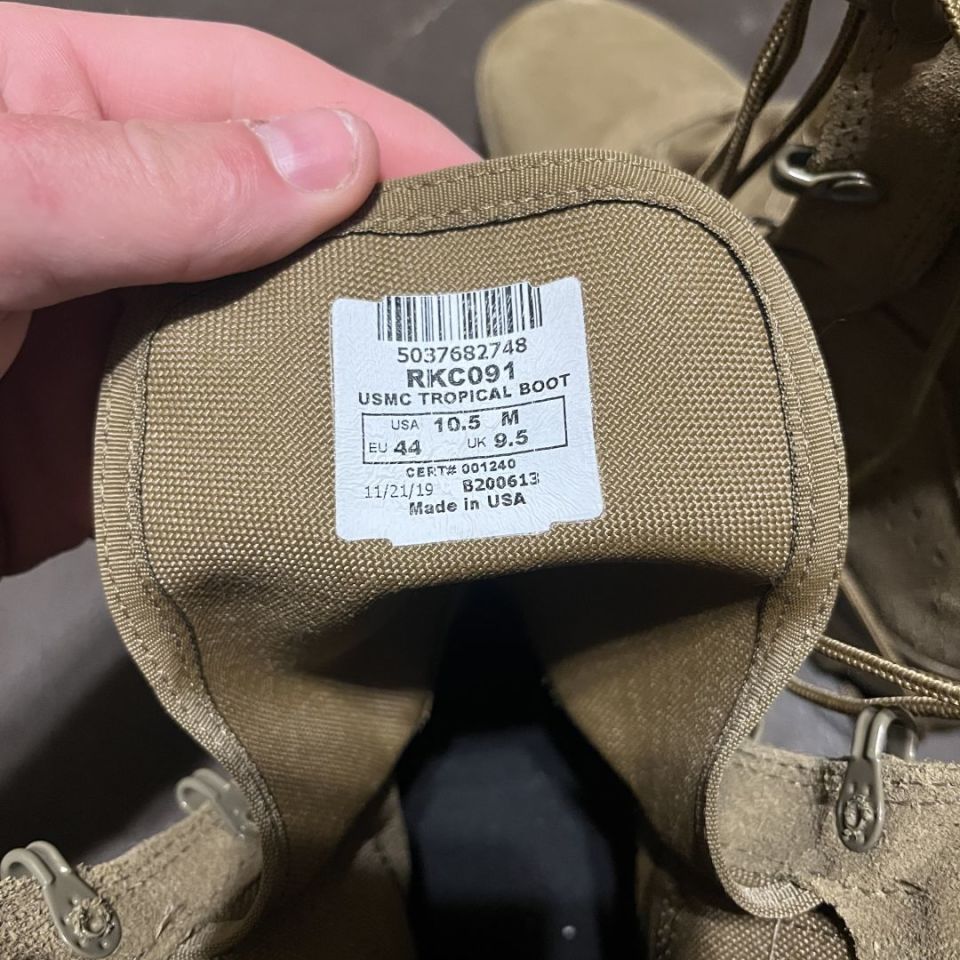 5037682748
RKC091
USMC TROPICAL BOOT
USA 10.5 M
EU 44 UK 9.5
CERT# 001240
11/21/19 B200613
Made in USA